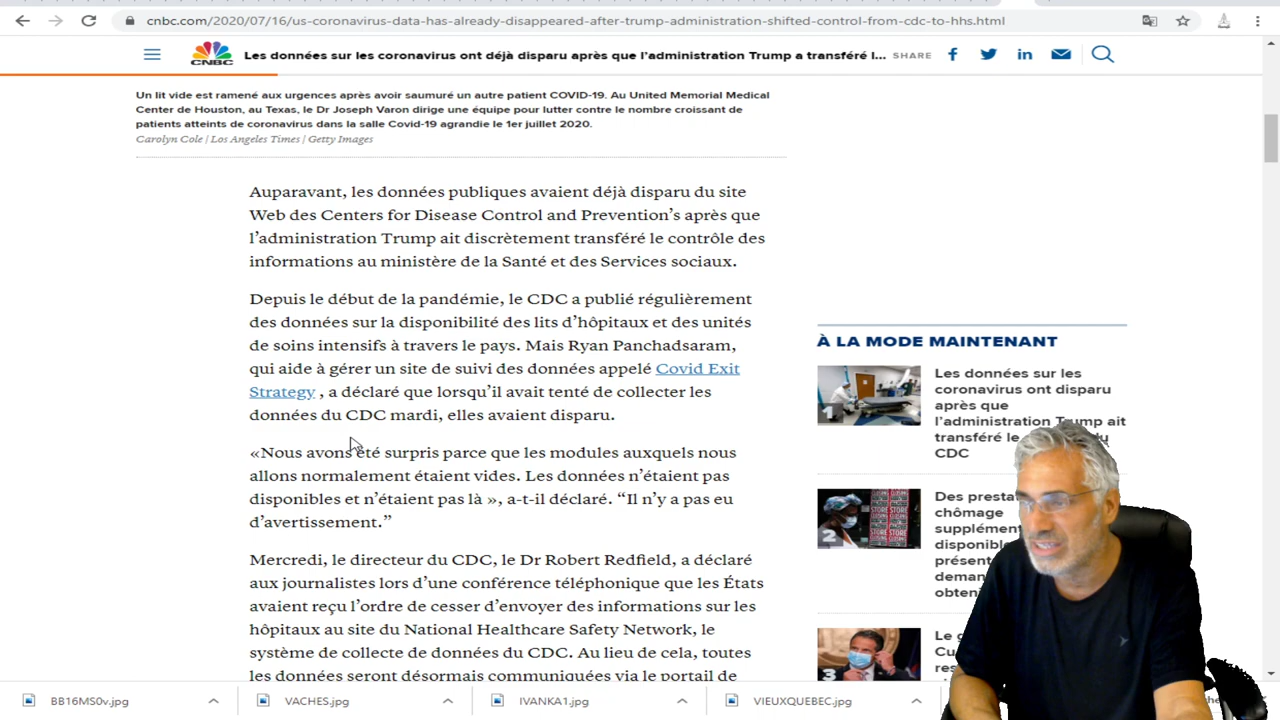 cnbc.com/2020/07/16/us-coronavirus-data-has-already-disappeared-after-trump-administration-shifted-control-from-cdc-to-hhs.html
CNBC
Les données sur les coronavirus ont déjà disparu après que l'administration Trump a transféré l...
SHARE
Un lit vide est ramené aux urgences après avoir saumuré un autre patient COVID-19. Au United Memorial Medical
Center de Houston, au Texas, le Dr Joseph Varon dirige une équipe pour lutter contre le nombre croissant de
patients atteints de coronavirus dans la salle Covid-19 agrandie le 1er juillet 2020.
Carolyn Cole | Los Angeles Times | Getty Images
Auparavant, les données publiques avaient déjà disparu du site
Web des Centers for Disease Control and Prevention's après que
l'administration Trump ait discrètement transféré le contrôle des
informations au ministère de la Santé et des Services sociaux.
Depuis le début de la pandémie, le CDC a publié régulièrement
des données sur la disponibilité des lits d'hôpitaux et des unités
de soins intensifs à travers le pays. Mais Ryan Panchadsaram,
qui aide à gérer un site de suivi des données appelé Covid Exit
Strategy , a déclaré que lorsqu'il avait tenté de collecter les
données du CDC mardi, elles avaient disparu.
«Nous avons été surpris parce que les modules auxquels nous
allons normalement étaient vides. Les données n'étaient pas
disponibles et n'étaient pas là », a-t-il déclaré. “Il n'y a pas eu
d'avertissement.”
Mercredi, le directeur du CDC, le Dr Robert Redfield, a déclaré
aux journalistes lors d'une conférence téléphonique que les États
avaient reçu l'ordre de cesser d'envoyer des informations sur les
hôpitaux au site du National Healthcare Safety Network, le
système de collecte de données du CDC. Au lieu de cela, toutes
les données seront désormais communiquées via le portail de
À LA MODE MAINTENANT
1
Les données sur les
coronavirus ont disparu
après que
l'administration Trump ait
transféré le
CDC
2
Des presta
chômage
supplément
disponible
présent
deman
obteni
3
Le g
Cu
res
BB16MS0v.jpg
VACHES.jpg
IVANKA1.jpg
VIEUXQUEBEC.jpg